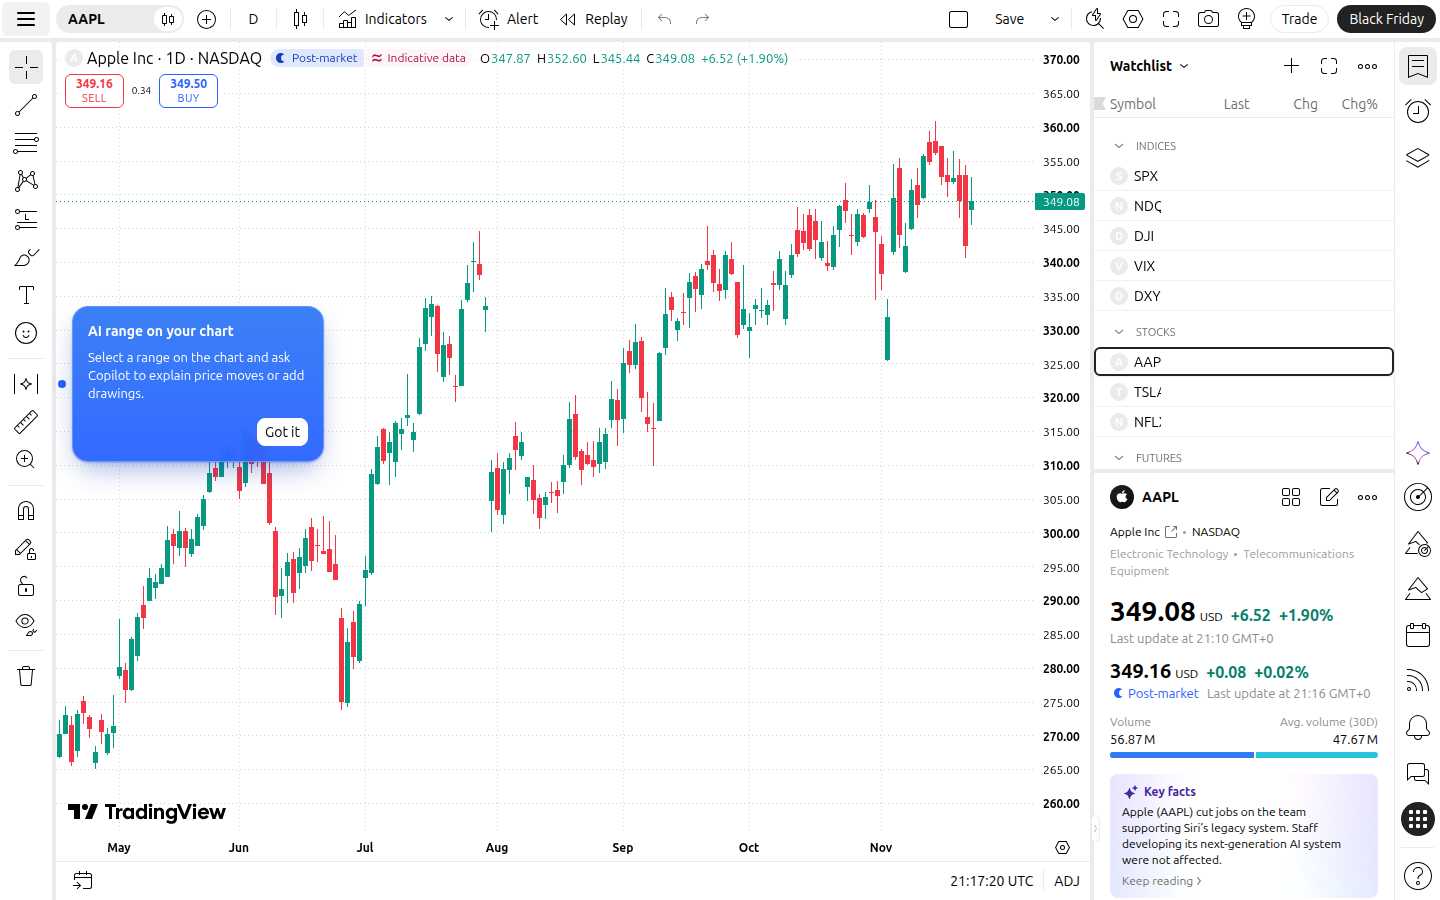 AAPL
D
Indicators
Alert
Replay
Save
Trade
Black Friday
Apple Inc · 1D · NASDAQ
Post-market
Indicative data
O347.87 H352.60 L345.44 C349.08 +6.52 (+1.90%)
349.16
SELL
0.34
349.50
BUY
AI range on your chart
Select a range on the chart and ask
Copilot to explain price moves or add
drawings.
Got it
370.00
365.00
360.00
355.00
349.08
345.00
340.00
335.00
330.00
325.00
320.00
315.00
310.00
305.00
300.00
295.00
290.00
285.00
280.00
275.00
270.00
265.00
260.00
TradingView
May Jun Jul Aug Sep Oct Nov
21:17:20 UTC
ADJ
Watchlist
Symbol Last Chg Chg%
INDICES
S SPX
N NDQ
D DJI
V VIX
D DXY
STOCKS
A AAP
T TSLA
N NFL
FUTURES
AAPL
Apple Inc • NASDAQ
Electronic Technology • Telecommunications
Equipment
349.08 USD +6.52 +1.90%
Last update at 21:10 GMT+0
349.16 USD +0.08 +0.02%
Post-market Last update at 21:16 GMT+0
Volume Avg. volume (30D)
56.87 M 47.67 M
Key facts
Apple (AAPL) cut jobs on the team
supporting Siri's legacy system. Staff
developing its next-generation AI system
were not affected.
Keep reading